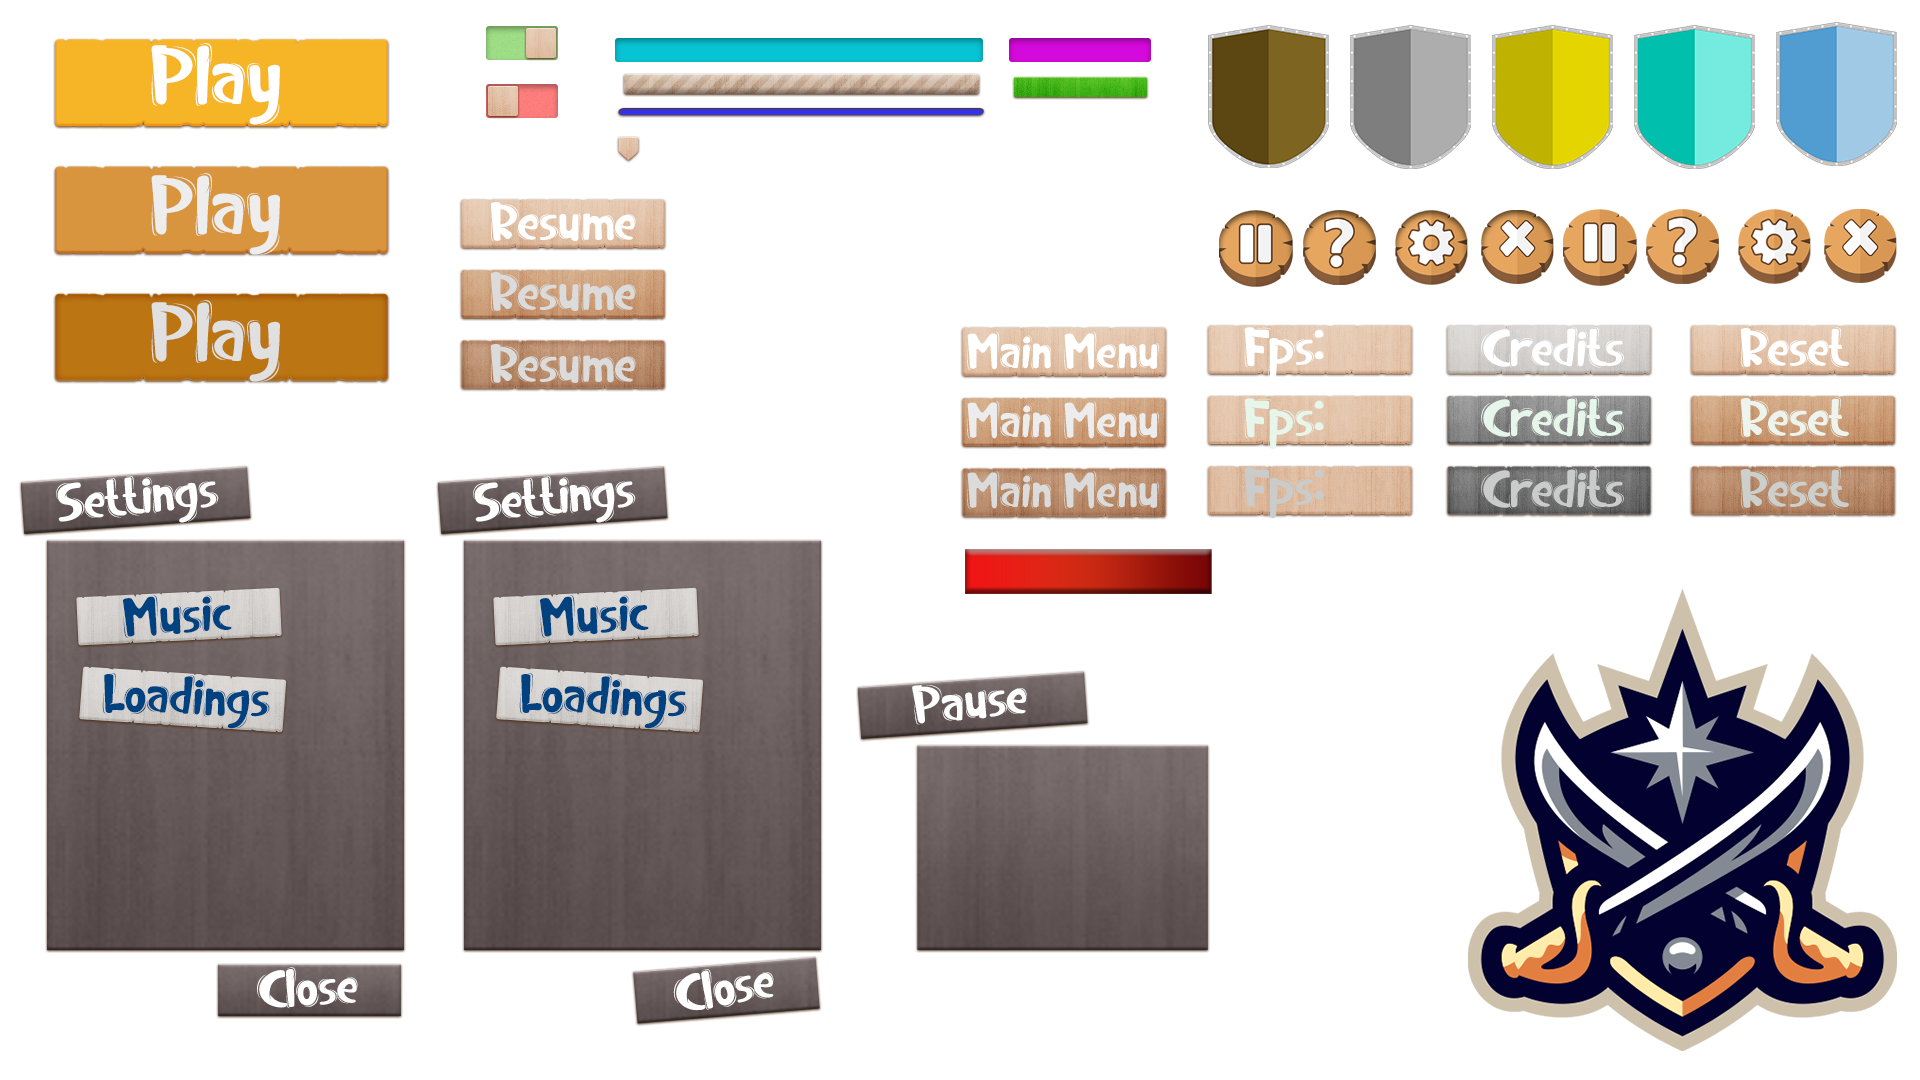 Play
Play
Play
Resume
Resume
Resume
?
?
Main Menu
Fps:
Credits
Reset
Main Menu
Fps:
Credits
Reset
Main Menu
Fps:
Credits
Reset
Settings
Music
Loadings
Close
Settings
Music
Loadings
Close
Pause